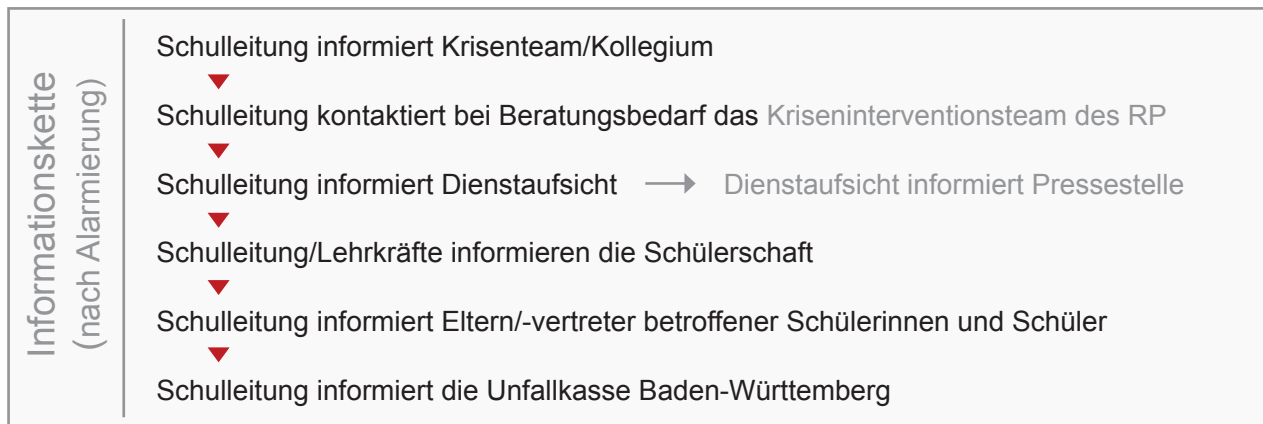 Informationskette
(nach Alarmierung)
Schulleitung informiert Krisenteam/Kollegium
Schulleitung kontaktiert bei Beratungsbedarf das Kriseninterventionsteam des RP
Schulleitung informiert Dienstaufsicht → Dienstaufsicht informiert Pressestelle
Schulleitung/Lehrkräfte informieren die Schülerschaft
Schulleitung informiert Eltern/-vertreter betroffener Schülerinnen und Schüler
Schulleitung informiert die Unfallkasse Baden-Württemberg